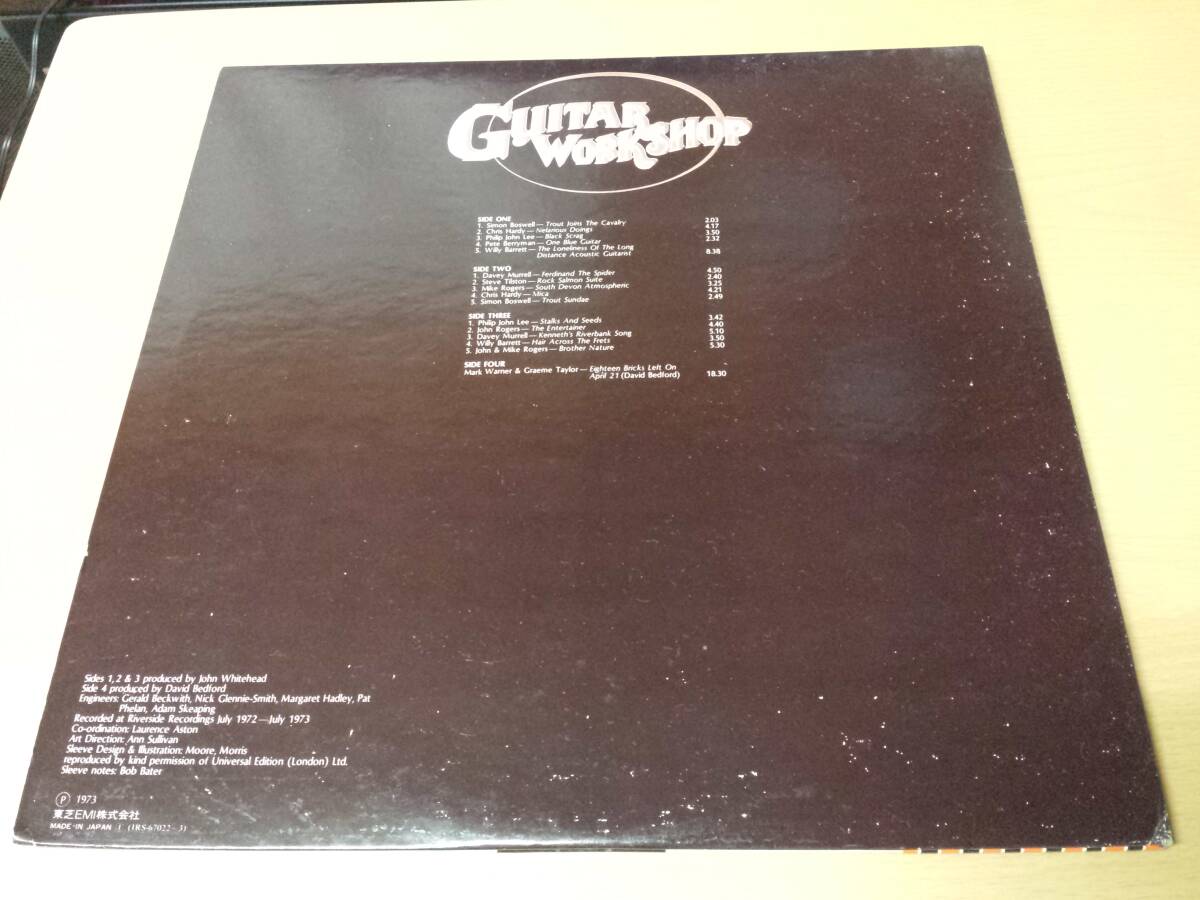 GUITAR
WORKSHOP
SIDE ONE
1. Simon Boswell — Trout Joins The Cavalry 2.03
2. Chris Hardy — Nefarious Doings 4.17
3. Philip John Lee — Black Scrag 3.50
4. Pete Berryman — One Blue Guitar 2.32
5. Willy Barrett — The Loneliness Of The Long
Distance Acoustic Guitarist 8.38
SIDE TWO
1. Davey Murrell — Ferdinand The Spider 4.50
2. Steve Tilston — Rock Salmon Suite 2.40
3. Mike Rogers — South Devon Atmospheric 3.25
4. Chris Hardy — Mica 4.21
5. Simon Boswell — Trout Sundae 2.49
SIDE THREE
1. Philip John Lee — Stalks And Seeds 3.42
2. John Rogers — The Entertainer 4.40
3. Davey Murrell — Kenneth's Riverbank Song 5.10
4. Willy Barrett — Hair Across The Frets 3.50
5. John & Mike Rogers — Brother Nature 5.30
SIDE FOUR
Mark Warner & Graeme Taylor — Eighteen Bricks Left On
April 21 (David Bedford) 18.30
Sides 1, 2 & 3 produced by John Whitehead
Side 4 produced by David Bedford
Engineers: Gerald Beckwith, Nick Glennie-Smith, Margaret Hadley, Pat
Phelan, Adam Skeaping
Recorded at Riverside Recordings July 1972—July 1973
Co-ordination: Laurence Aston
Art Direction: Ann Sullivan
Sleeve Design & Illustration: Moore, Morris
reproduced by kind permission of Universal Edition (London) Ltd.
Sleeve notes: Bob Bater
Ⓟ 1973
東芝EMI株式会社
MADE IN JAPAN (IRS-67022~3)